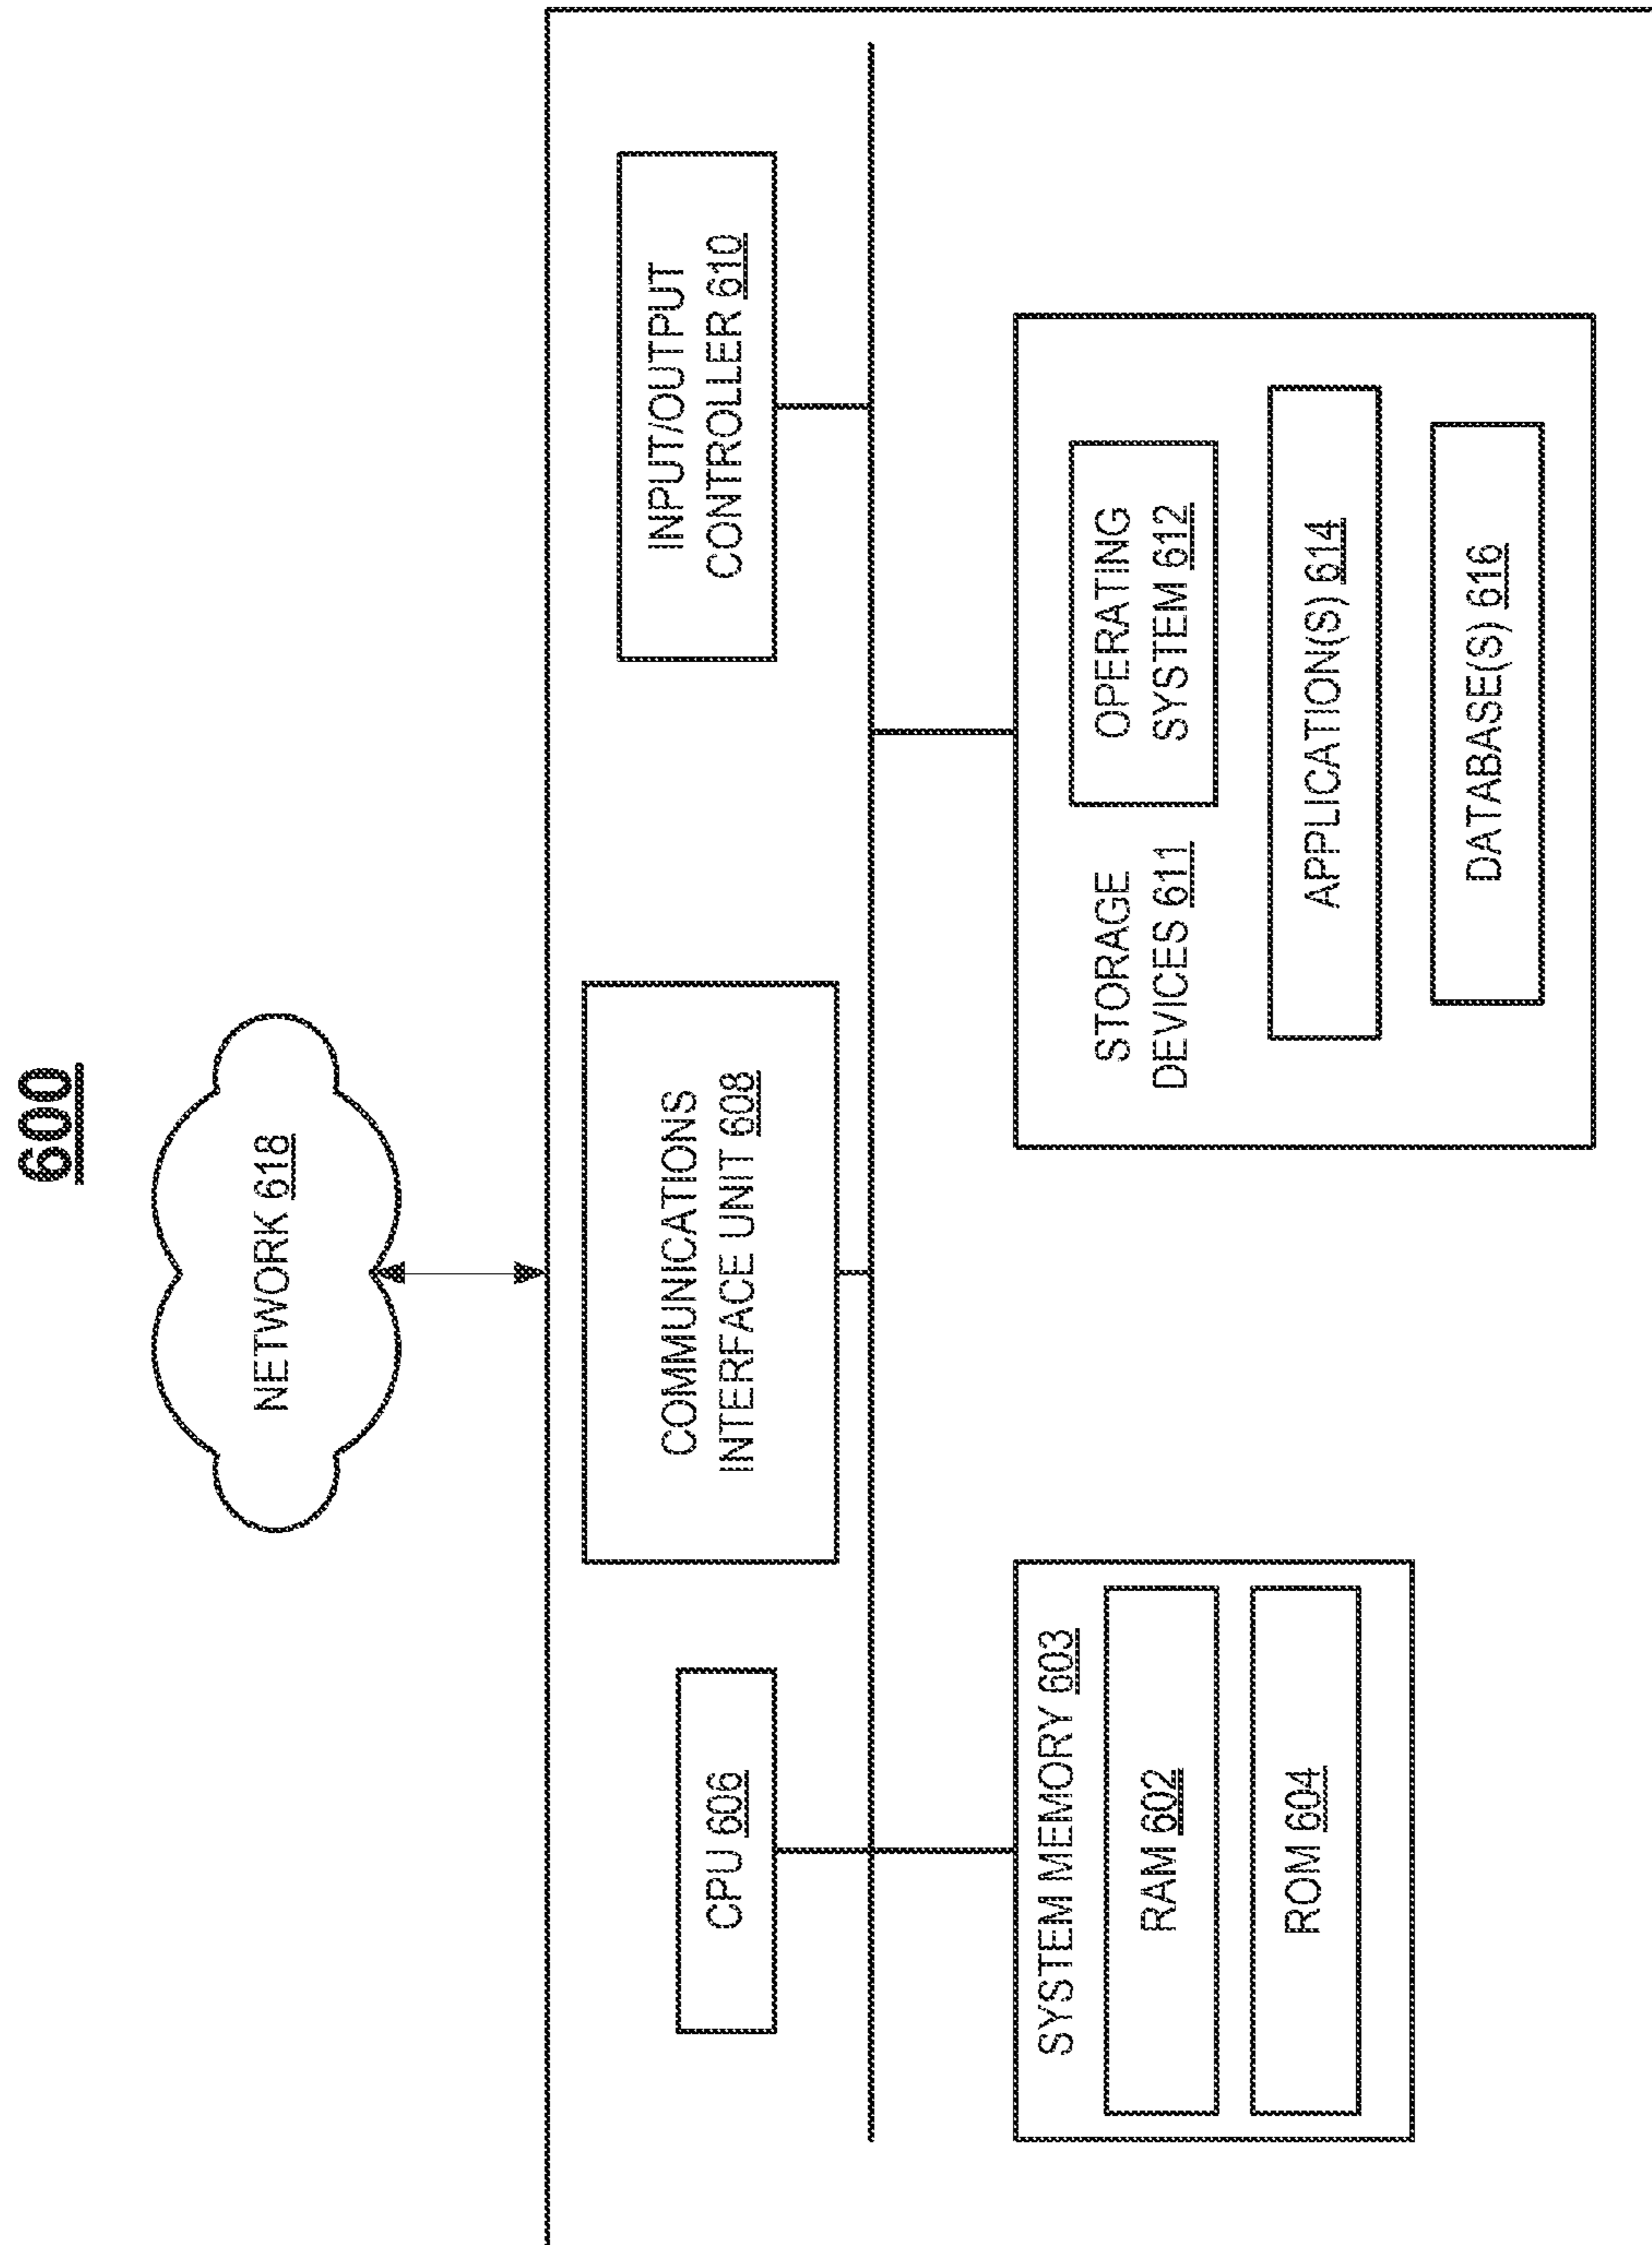 600
NETWORK 618
CPU 606
COMMUNICATIONS
INTERFACE UNIT 608
INPUT/OUTPUT
CONTROLLER 610
SYSTEM MEMORY 603
RAM 602
ROM 604
STORAGE
DEVICES 611
OPERATING
SYSTEM 612
APPLICATION(S) 614
DATABASE(S) 616